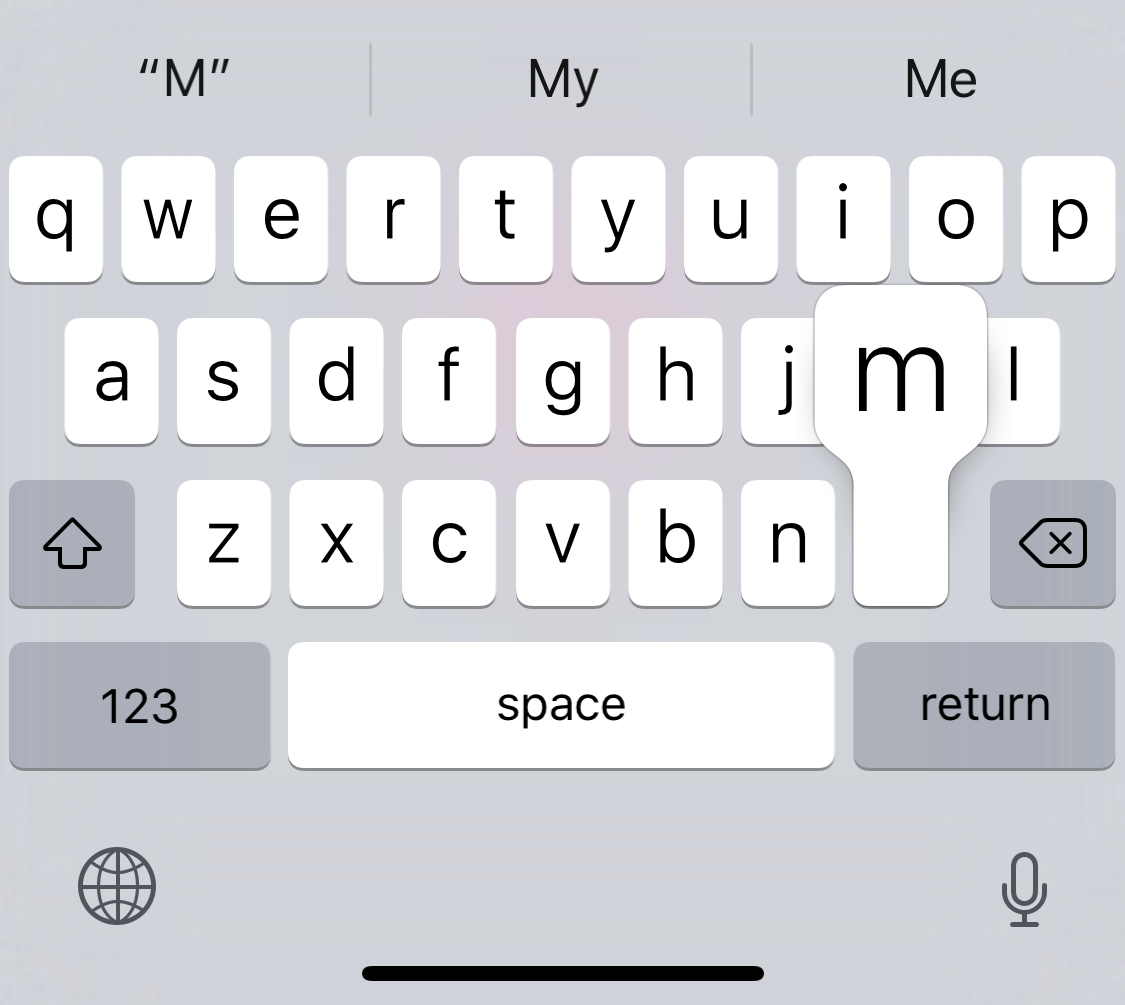 “M” My Me
q w e r t y u i o p
a s d f g h j m l
z x c v b n
123 space return